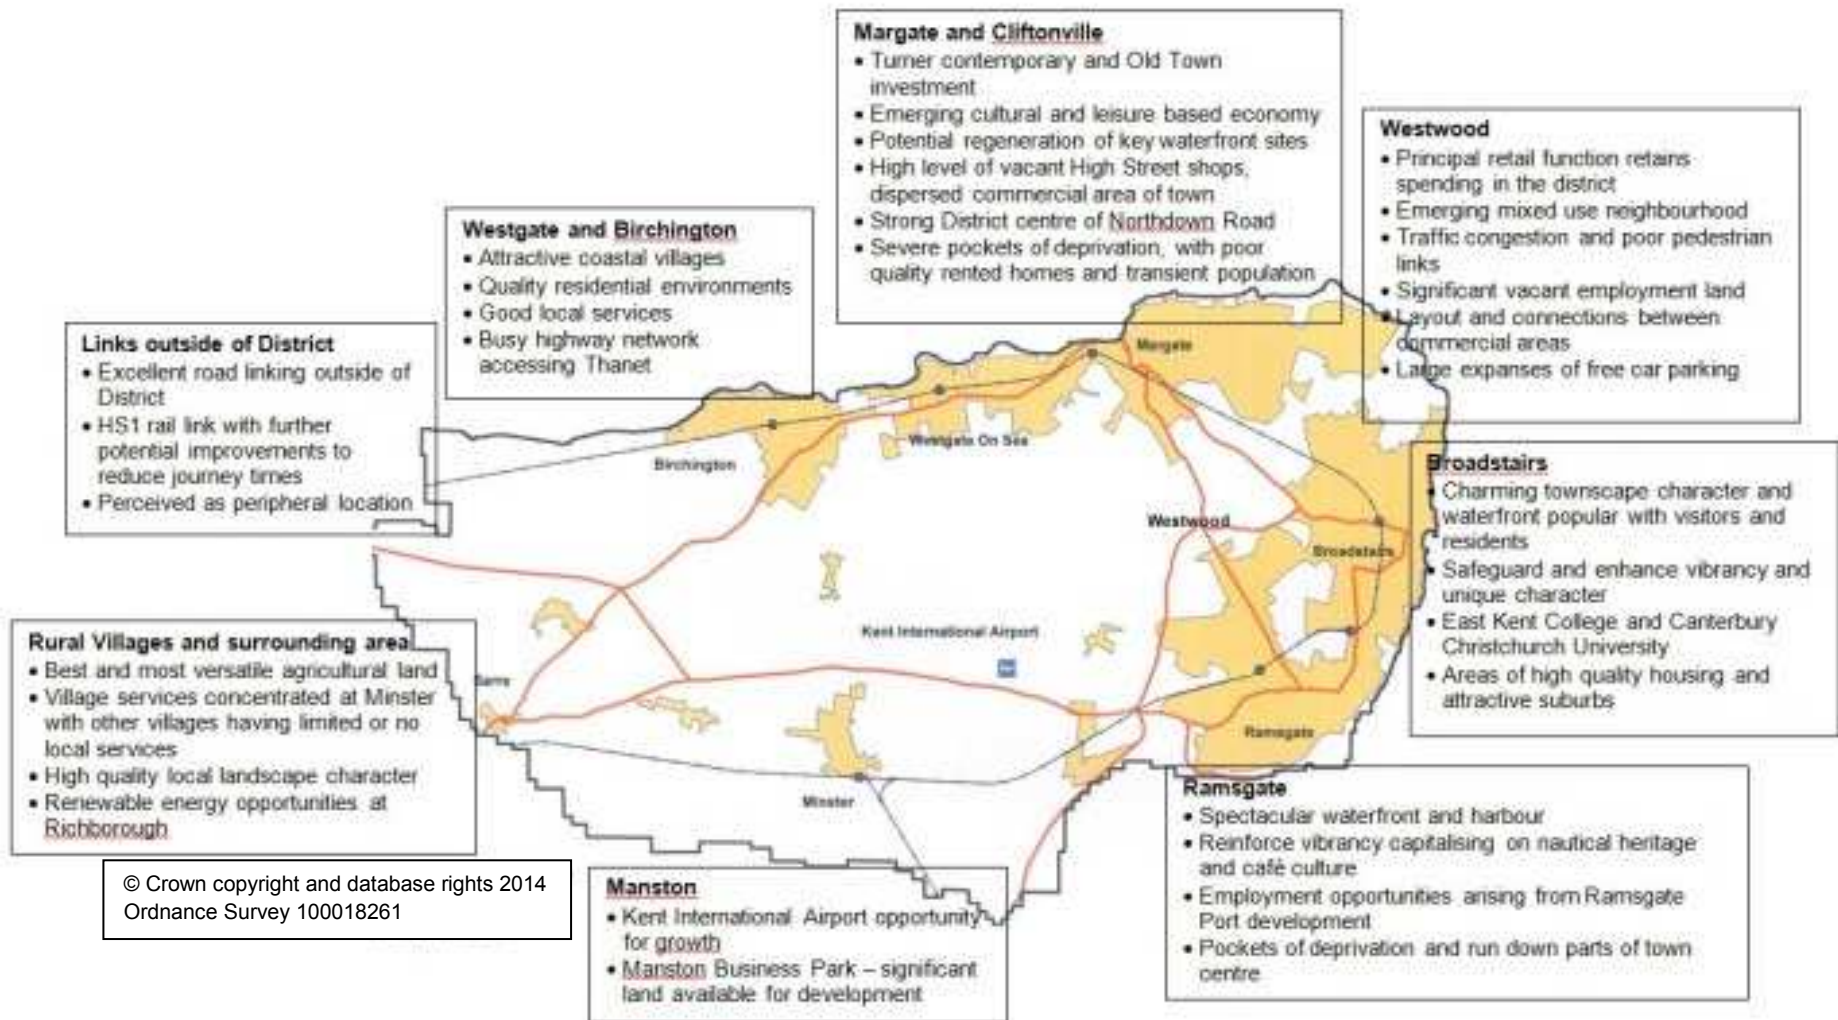 Margate and Cliftonville
• Turner contemporary and Old Town
investment
• Emerging cultural and leisure based economy
• Potential regeneration of key waterfront sites
• High level of vacant High Street shops,
dispersed commercial area of town
• Strong District centre of Northdown Road
• Severe pockets of deprivation, with poor
quality rented homes and transient population
Westwood
• Principal retail function retains
spending in the district
• Emerging mixed use neighbourhood
• Traffic congestion and poor pedestrian
links
• Significant vacant employment land
• Layout and connections between
commercial areas
• Large expanses of free car parking
Westgate and Birchington
• Attractive coastal villages
• Quality residential environments
• Good local services
• Busy highway network
accessing Thanet
Links outside of District
• Excellent road linking outside of
District
• HS1 rail link with further
potential improvements to
reduce journey times
• Perceived as peripheral location
Margate
Westgate On Sea
Birchington
Westwood
Broadstairs
Kent International Airport
Sarre
Ramsgate
Minster
Broadstairs
• Charming townscape character and
waterfront popular with visitors and
residents
• Safeguard and enhance vibrancy and
unique character
• East Kent College and Canterbury
Christchurch University
• Areas of high quality housing and
attractive suburbs
Rural Villages and surrounding area
• Best and most versatile agricultural land
• Village services concentrated at Minster
with other villages having limited or no
local services
• High quality local landscape character
• Renewable energy opportunities at
Richborough
Ramsgate
• Spectacular waterfront and harbour
• Reinforce vibrancy capitalising on nautical heritage
and café culture
• Employment opportunities arising from Ramsgate
Port development
• Pockets of deprivation and run down parts of town
centre
© Crown copyright and database rights 2014
Ordnance Survey 100018261
Manston
• Kent International Airport opportunity
for growth
• Manston Business Park – significant
land available for development